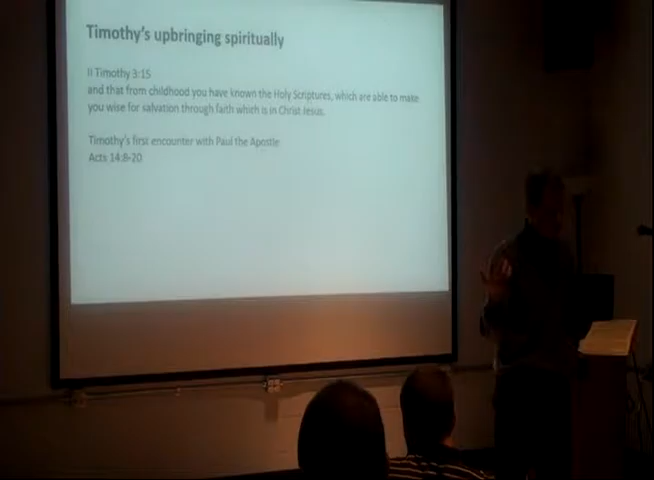 Timothy's upbringing spiritually
II Timothy 3:15
and that from childhood you have known the Holy Scriptures, which are able to make
you wise for salvation through faith which is in Christ Jesus.
Timothy's first encounter with Paul the Apostle
Acts 14:8-20